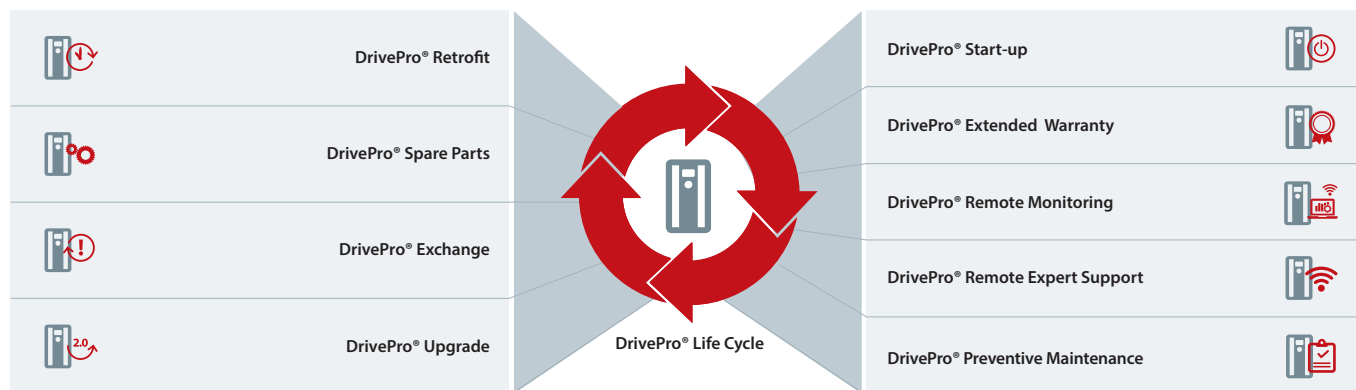 DrivePro® Retrofit
DrivePro® Spare Parts
DrivePro® Exchange
2.0
DrivePro® Upgrade
DrivePro® Life Cycle
DrivePro® Start-up
DrivePro® Extended Warranty
DrivePro® Remote Monitoring
DrivePro® Remote Expert Support
DrivePro® Preventive Maintenance